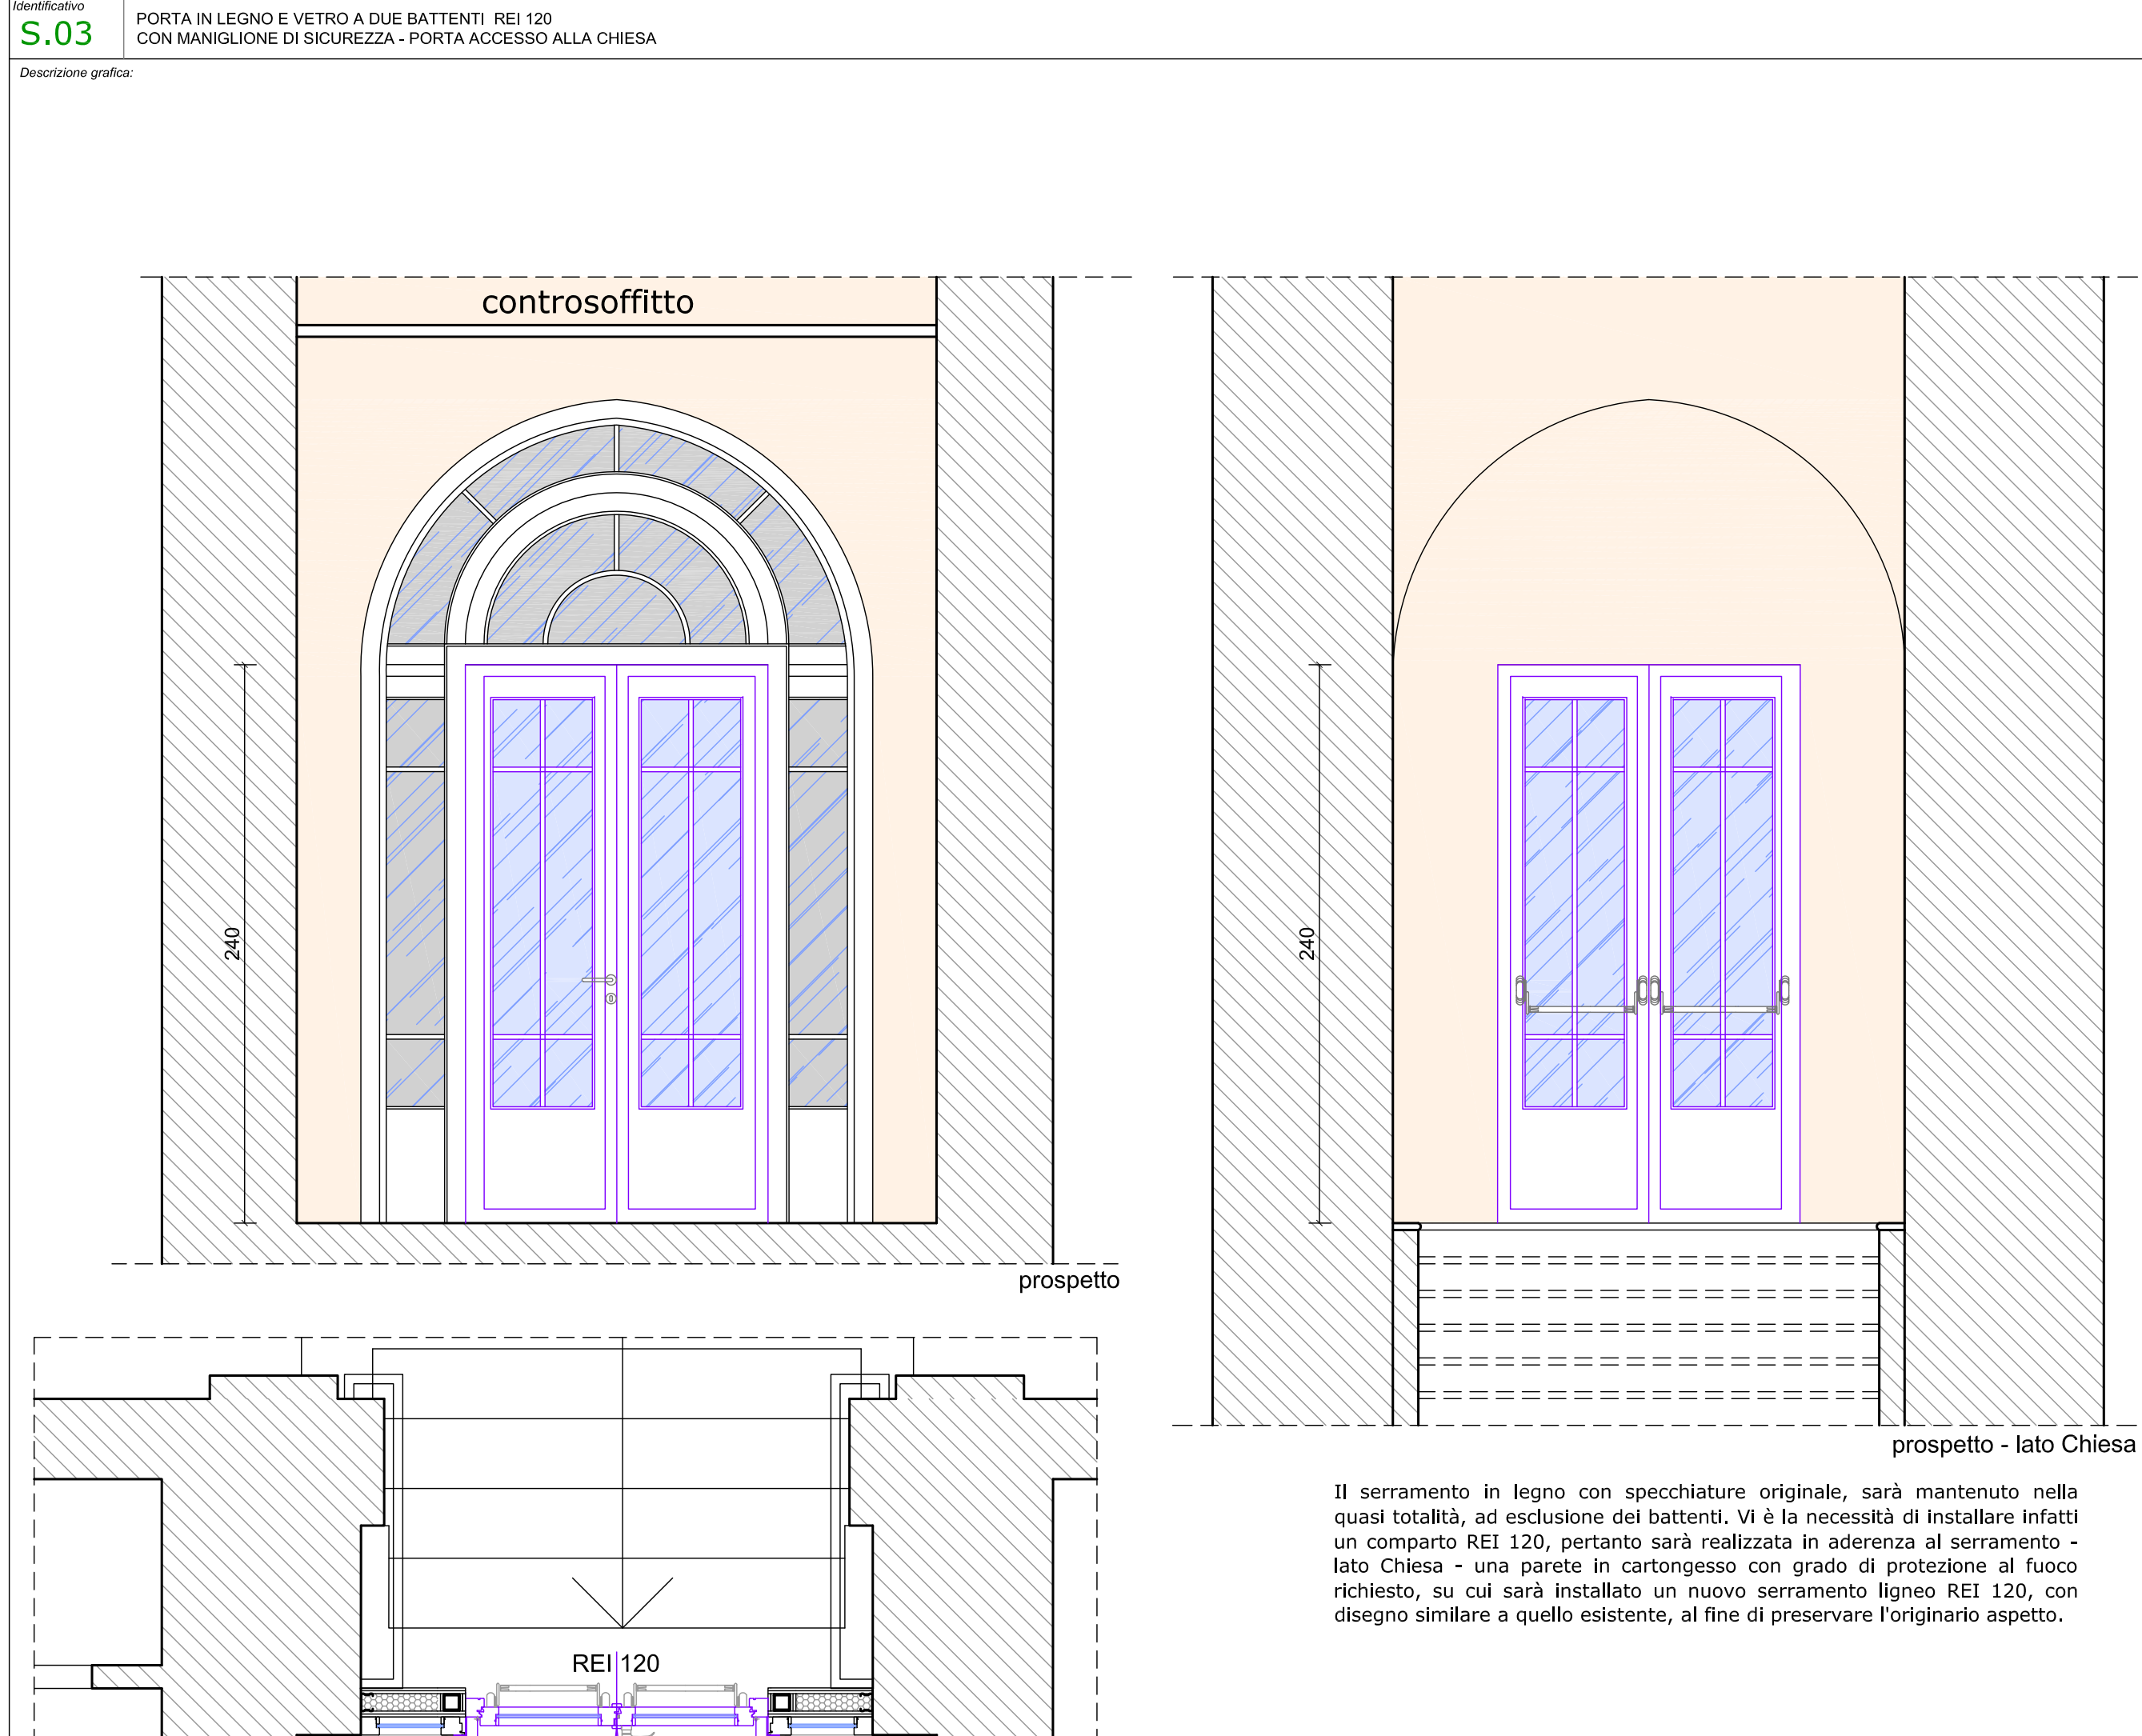 Identificativo
S.03
PORTA IN LEGNO E VETRO A DUE BATTENTI REI 120
CON MANIGLIONE DI SICUREZZA - PORTA ACCESSO ALLA CHIESA
Descrizione grafica:
controsoffitto
240
240
prospetto
prospetto - lato Chiesa
Il serramento in legno con specchiature originale, sarà mantenuto nella
quasi totalità, ad esclusione dei battenti. Vi è la necessità di installare infatti
un comparto REI 120, pertanto sarà realizzata in aderenza al serramento -
lato Chiesa - una parete in cartongesso con grado di protezione al fuoco
richiesto, su cui sarà installato un nuovo serramento ligneo REI 120, con
disegno similare a quello esistente, al fine di preservare l'originario aspetto.
REI 120